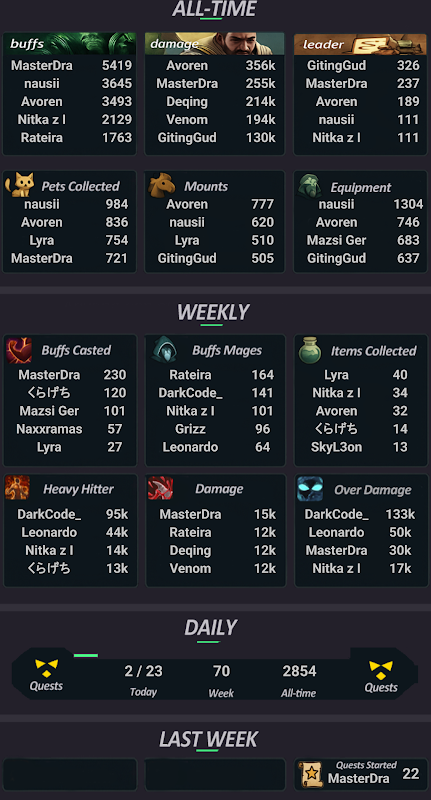 ALL-TIME
buffs
MasterDra 5419
nausii 3645
Avoren 3493
Nitka z I 2129
Rateira 1763
damage
Avoren 356k
MasterDra 255k
Deqing 214k
Venom 194k
GitingGud 130k
leader
GitingGud 326
MasterDra 237
Avoren 189
nausii 111
Nitka z I 111
Pets Collected
nausii 984
Avoren 836
Lyra 754
MasterDra 721
Mounts
Avoren 777
nausii 620
Lyra 510
GitingGud 505
Equipment
nausii 1304
Avoren 746
Mazsi Ger 683
GitingGud 637
WEEKLY
Buffs Casted
MasterDra 230
くらげち 120
Mazsi Ger 101
Naxxramas 57
Lyra 27
Buffs Mages
Rateira 164
DarkCode_ 141
Nitka z I 101
Grizz 96
Leonardo 64
Items Collected
Lyra 40
Nitka z I 34
Avoren 32
くらげち 14
SkyL3on 13
Heavy Hitter
DarkCode_ 95k
Leonardo 44k
Nitka z I 14k
くらげち 13k
Damage
MasterDra 15k
Rateira 12k
Deqing 12k
Venom 12k
Over Damage
DarkCode_ 133k
Leonardo 50k
MasterDra 30k
Nitka z I 17k
DAILY
Quests
2 / 23
Today
70
Week
2854
All-time
Quests
LAST WEEK
Quests Started
MasterDra 22